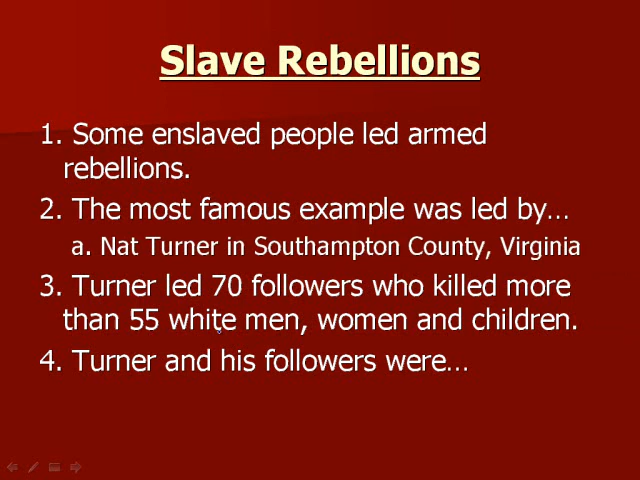 Slave Rebellions
1. Some enslaved people led armed
rebellions.
2. The most famous example was led by...
a. Nat Turner in Southampton County, Virginia
3. Turner led 70 followers who killed more
than 55 white men, women and children.
4. Turner and his followers were...